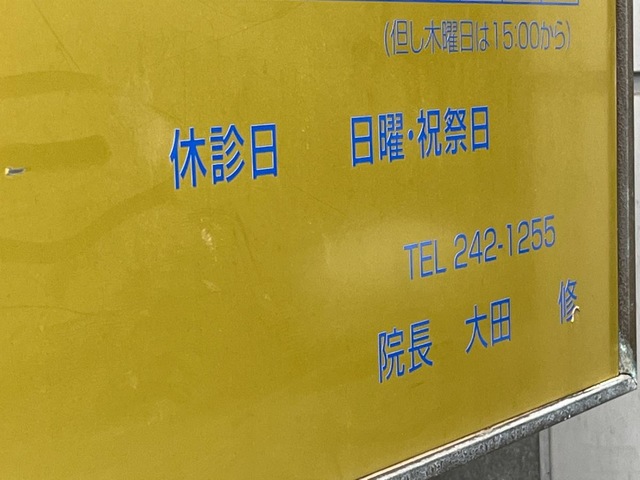 (但し木曜日は15:00から)
休診日　日曜・祝祭日
TEL 242-1255
院長　大田　修